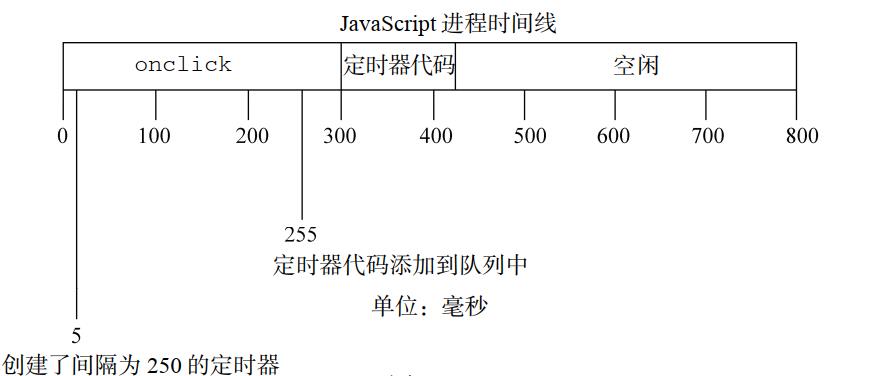 JavaScript 进程时间线
onclick 定时器代码 空闲
0 100 200 300 400 500 600 700 800
255
定时器代码添加到队列中
单位：毫秒
5
创建了间隔为 250 的定时器